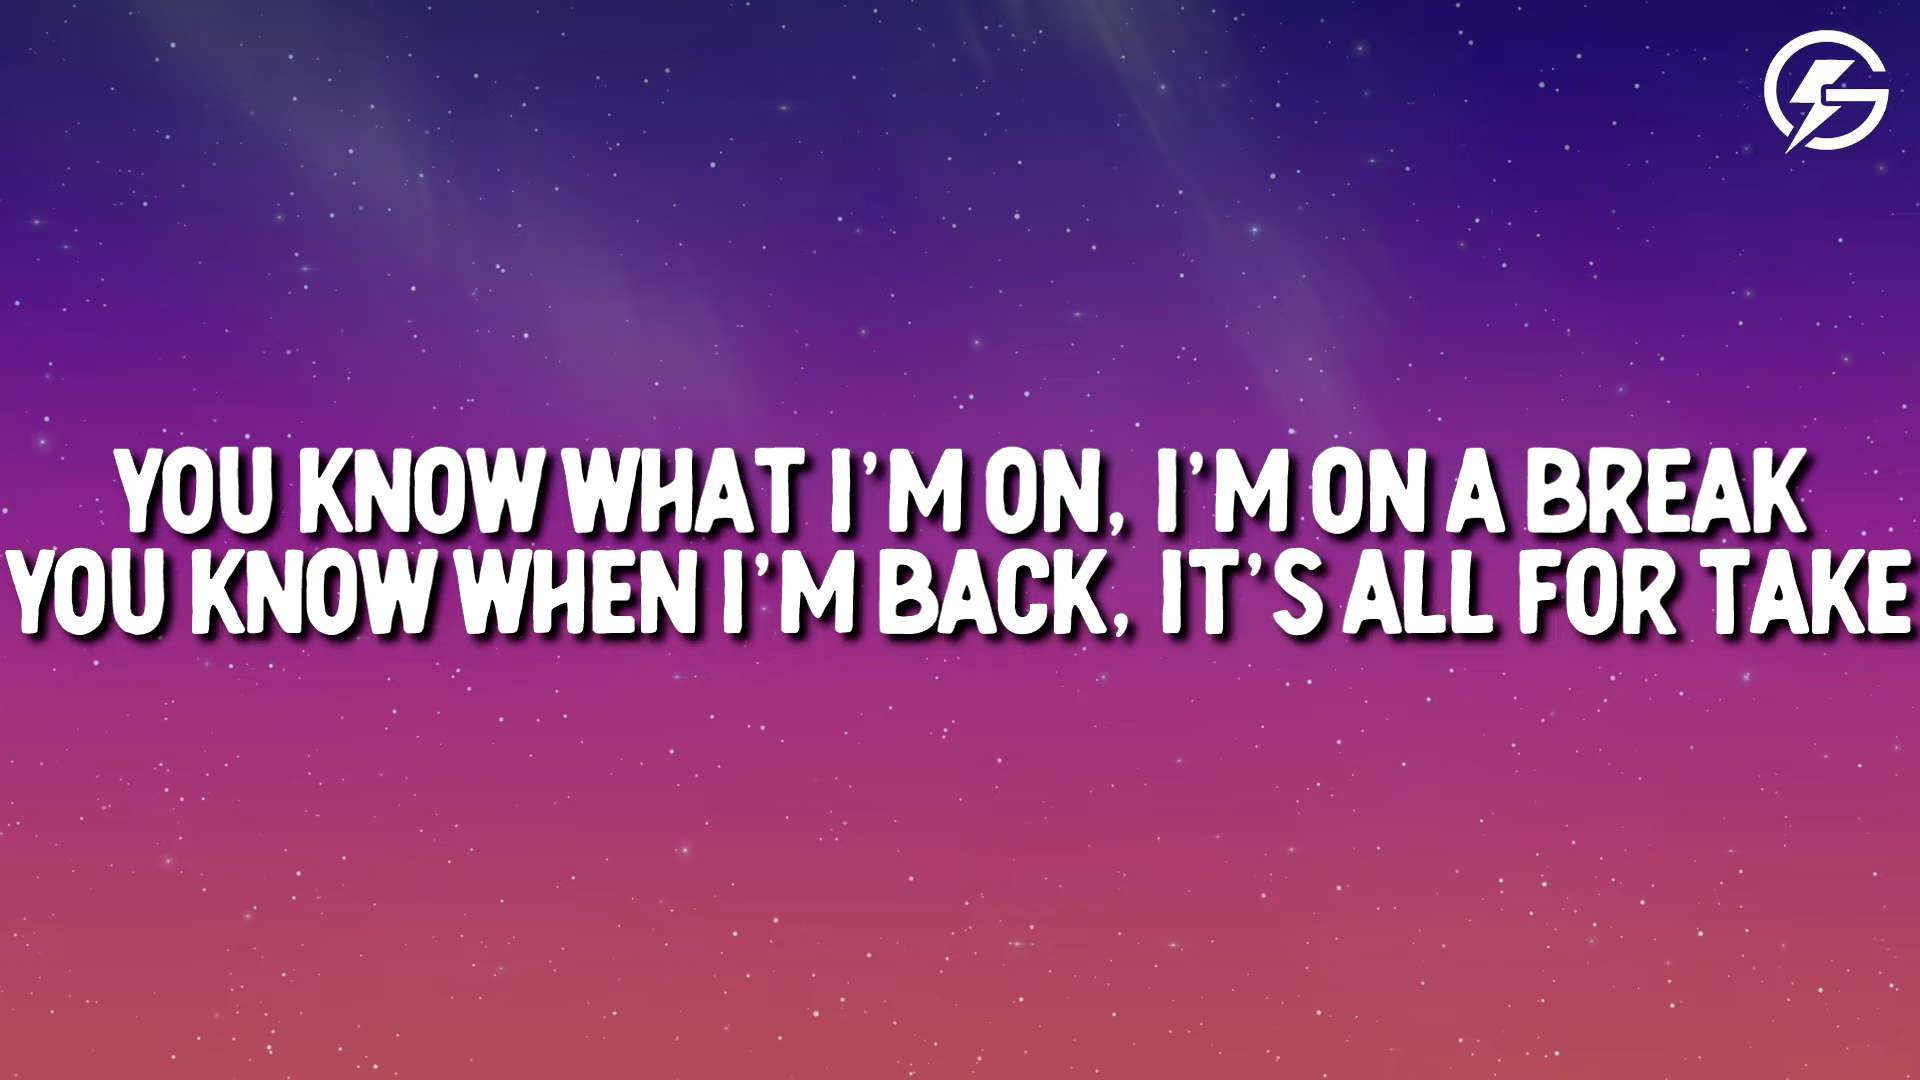 YOU KNOW WHAT I'M ON, I'M ON A BREAK
YOU KNOW WHEN I'M BACK, IT'S ALL FOR TAKE